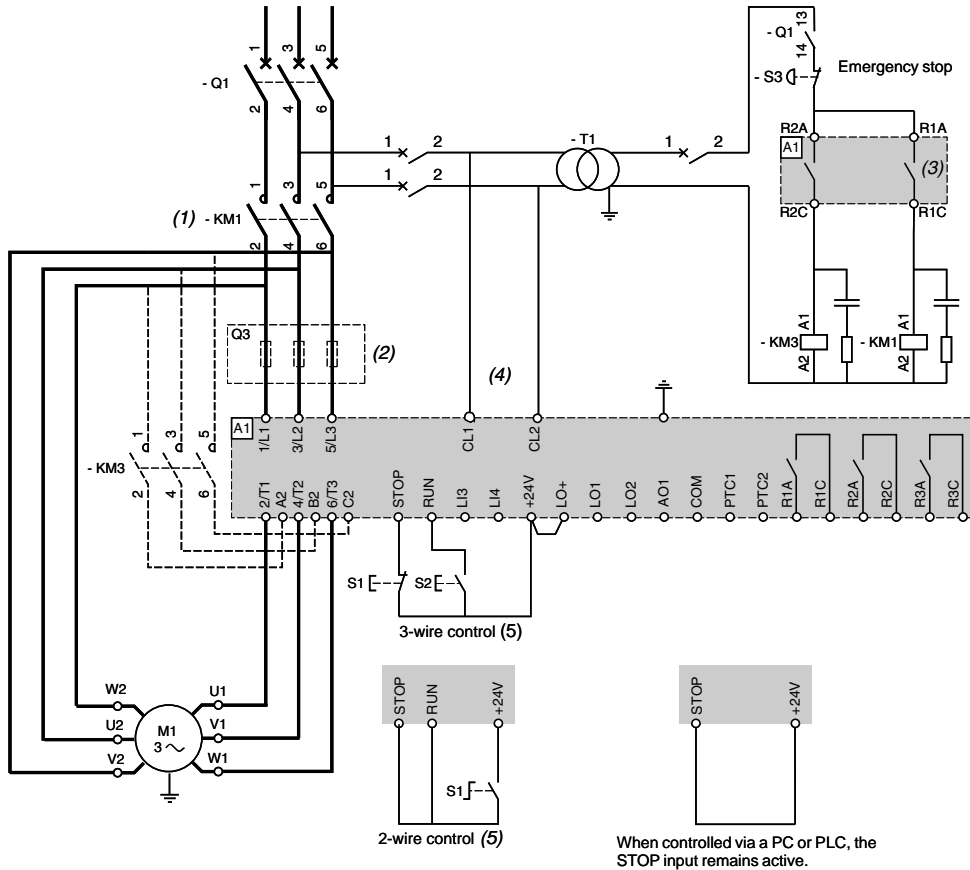 1 3 5
- Q1
2 4 6
13
- Q1
14
- S3 Emergency stop
1 2
1 2
- T1
1 2
R2A R1A
A1
(3)
R2C R1C
1 3 5
(1) - KM1
2 4 6
Q3
(2)
(4)
A1 A1
- KM3 - KM1
A2 A2
A1
1/L1 3/L2 5/L3 CL1 CL2
1 3 5
- KM3
2 4 6
2/T1 A2 4/T2 B2 6/T3 C2 STOP RUN LI3 LI4 +24V LO+ LO1 LO2 AO1 COM PTC1 PTC2 R1A R1C R2A R2C R3A R3C
S1 S2
3-wire control (5)
W2 U1
U2 M1 V1
3
V2 W1
STOP RUN +24V
S1
2-wire control (5)
STOP +24V
When controlled via a PC or PLC, the
STOP input remains active.